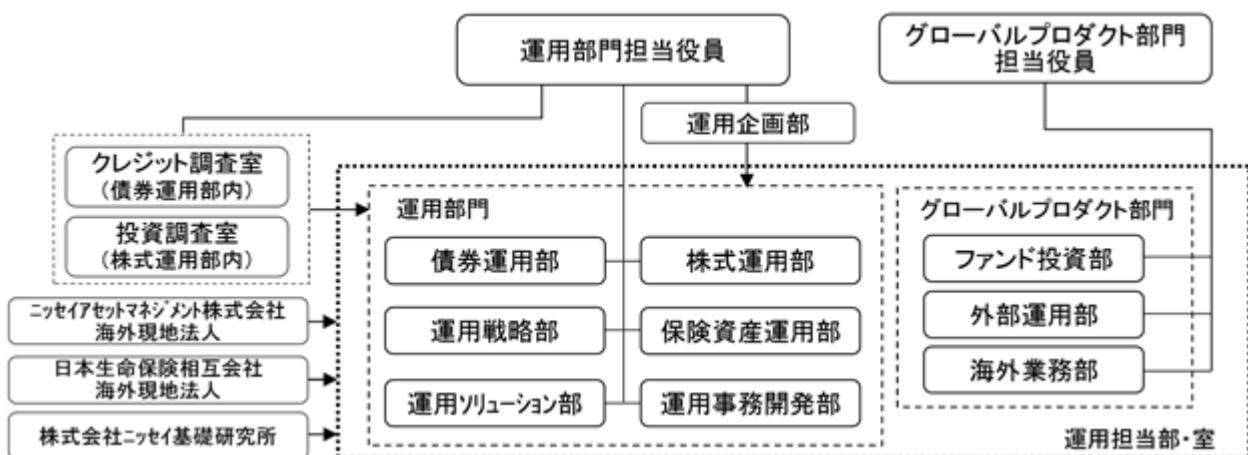 運用部門担当役員
グローバルプロダクト部門
担当役員
運用企画部
クレジット調査室
(債券運用部内)
投資調査室
(株式運用部内)
運用部門
債券運用部
株式運用部
運用戦略部
保険資産運用部
運用ソリューション部
運用事務開発部
グローバルプロダクト部門
ファンド投資部
外部運用部
海外業務部
ニッセイアセットマネジメント株式会社
海外現地法人
日本生命保険相互会社
海外現地法人
株式会社ニッセイ基礎研究所
運用担当部・室